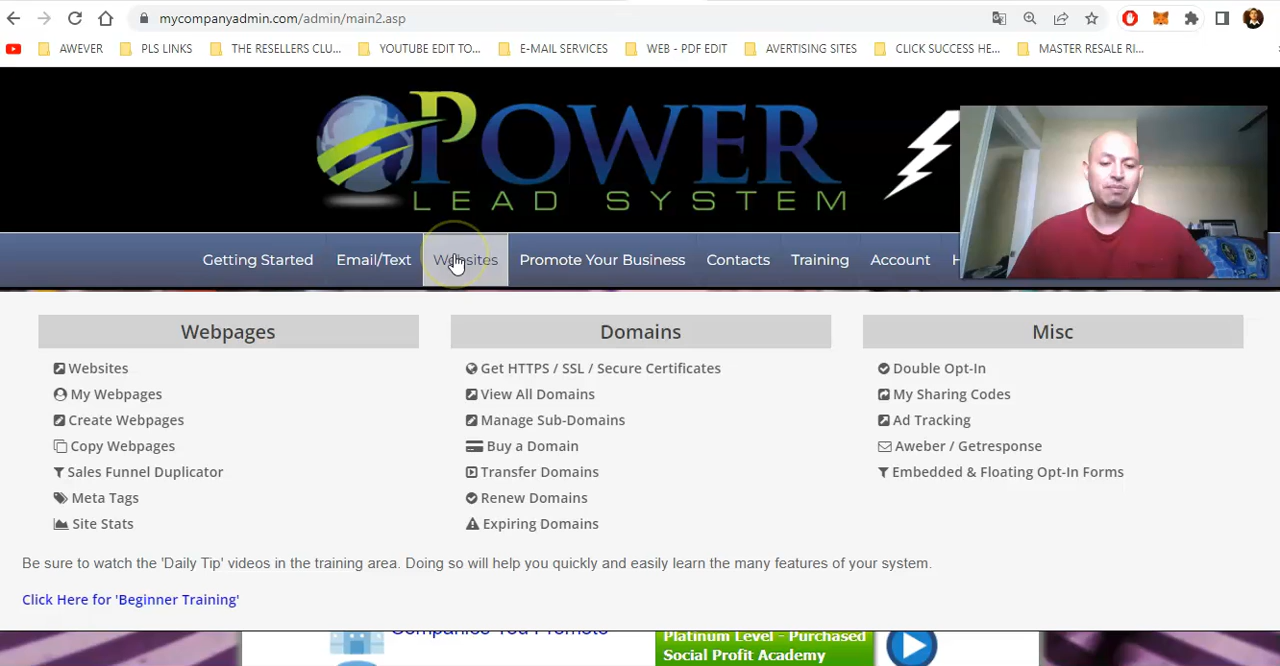 mycompanyadmin.com/admin/main2.asp
AWEVER PLS LINKS THE RESELLERS CLU... YOUTUBE EDIT TO... E-MAIL SERVICES WEB - PDF EDIT AVERTISING SITES CLICK SUCCESS HE... MASTER RESALE RI...
POWER
LEAD SYSTEM
Getting Started Email/Text Websites Promote Your Business Contacts Training Account H
Webpages
Websites
My Webpages
Create Webpages
Copy Webpages
Sales Funnel Duplicator
Meta Tags
Site Stats
Domains
Get HTTPS / SSL / Secure Certificates
View All Domains
Manage Sub-Domains
Buy a Domain
Transfer Domains
Renew Domains
Expiring Domains
Misc
Double Opt-In
My Sharing Codes
Ad Tracking
Aweber / Getresponse
Embedded & Floating Opt-In Forms
Be sure to watch the 'Daily Tip' videos in the training area. Doing so will help you quickly and easily learn the many features of your system.
Click Here for 'Beginner Training'
Companies You Promote
Platinum Level - Purchased
Social Profit Academy